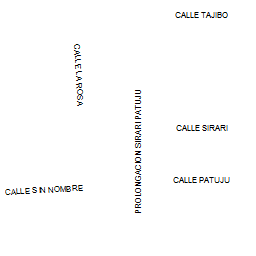 CALLE TAJIBO
CALLE LA ROSA
PROLONGACION SIRARI PATUJU
CALLE SIRARI
CALLE PATUJU
CALLE SIN NOMBRE